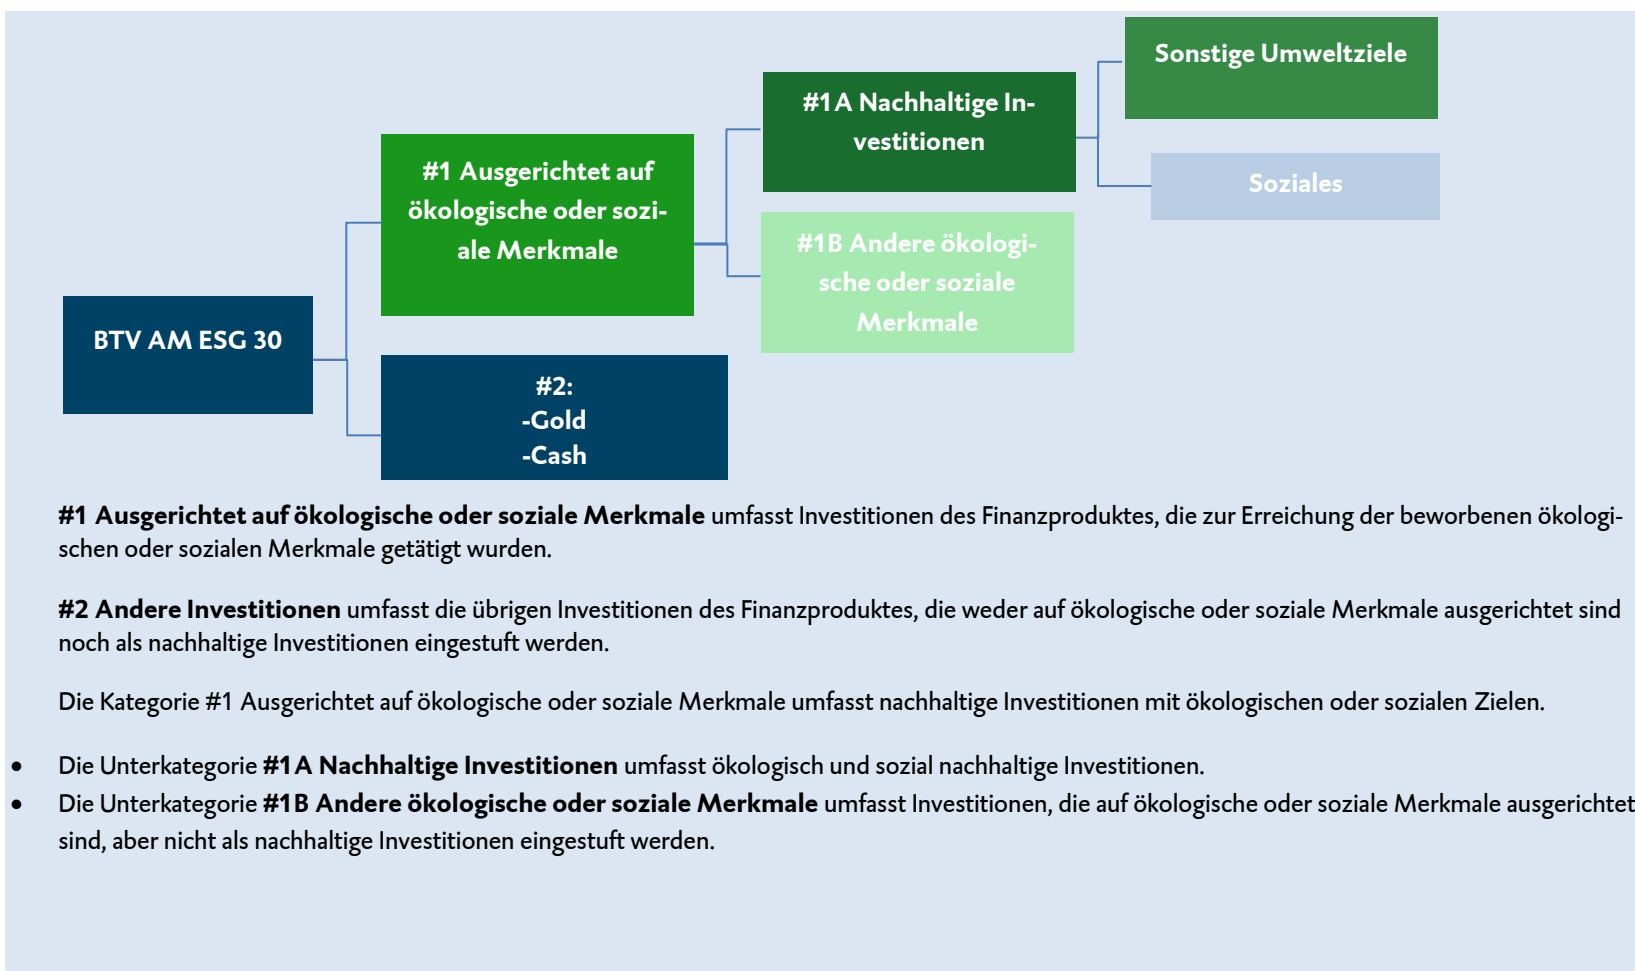 Sonstige Umweltziele
#1A Nachhaltige In-
vestitionen
Soziales
#1 Ausgerichtet auf
ökologische oder sozi-
ale Merkmale
#1B Andere ökologi-
sche oder soziale
Merkmale
BTV AM ESG 30
#2:
-Gold
-Cash
#1 Ausgerichtet auf ökologische oder soziale Merkmale umfasst Investitionen des Finanzproduktes, die zur Erreichung der beworbenen ökologi-
schen oder sozialen Merkmale getätigt wurden.
#2 Andere Investitionen umfasst die übrigen Investitionen des Finanzproduktes, die weder auf ökologische oder soziale Merkmale ausgerichtet sind
noch als nachhaltige Investitionen eingestuft werden.
Die Kategorie #1 Ausgerichtet auf ökologische oder soziale Merkmale umfasst nachhaltige Investitionen mit ökologischen oder sozialen Zielen.
• Die Unterkategorie #1A Nachhaltige Investitionen umfasst ökologisch und sozial nachhaltige Investitionen.
• Die Unterkategorie #1B Andere ökologische oder soziale Merkmale umfasst Investitionen, die auf ökologische oder soziale Merkmale ausgerichtet
sind, aber nicht als nachhaltige Investitionen eingestuft werden.